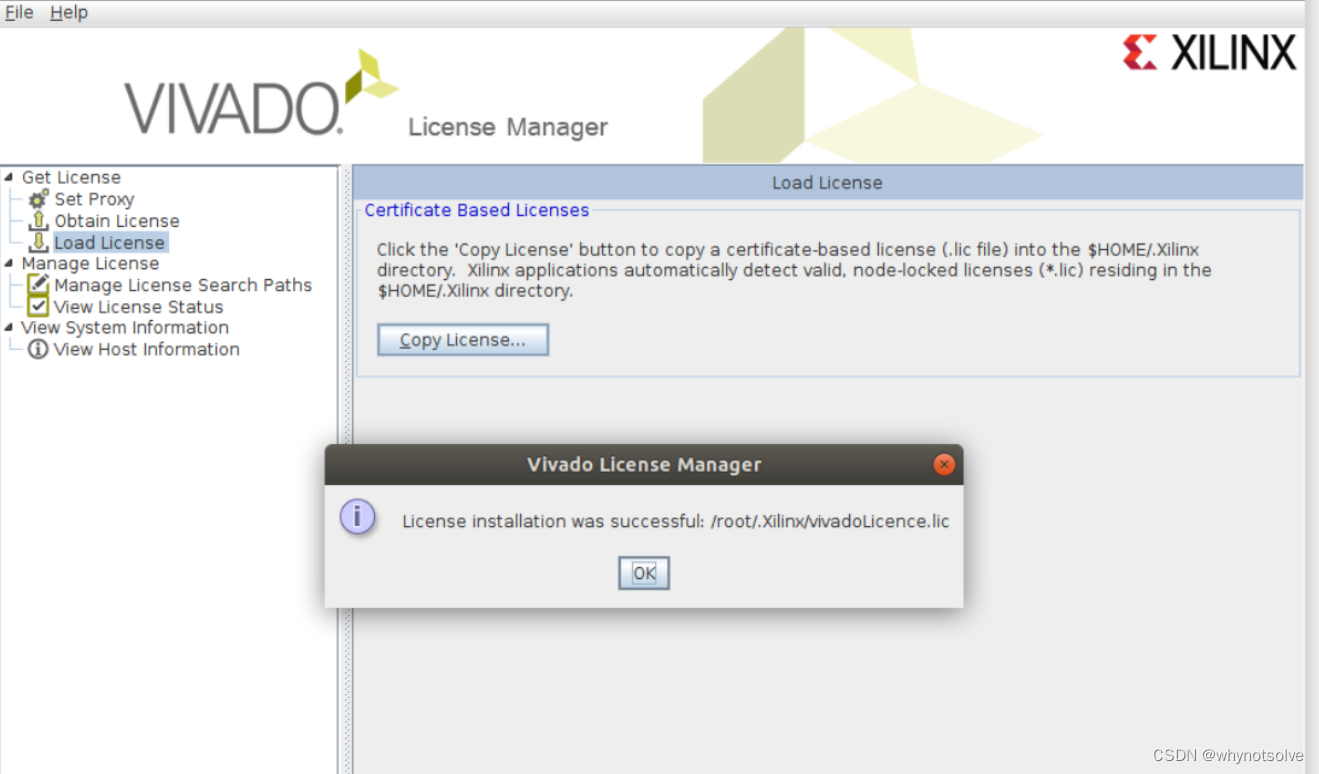 File Help
VIVADO.
License Manager
XILINX
Get License
Set Proxy
Obtain License
Load License
Manage License
Manage License Search Paths
View License Status
View System Information
View Host Information
Load License
Certificate Based Licenses
Click the 'Copy License' button to copy a certificate-based license (.lic file) into the $HOME/.Xilinx
directory. Xilinx applications automatically detect valid, node-locked licenses (*.lic) residing in the
$HOME/.Xilinx directory.
Copy License...
Vivado License Manager
License installation was successful: /root/.Xilinx/vivadoLicence.lic
OK
CSDN @whynotsolve